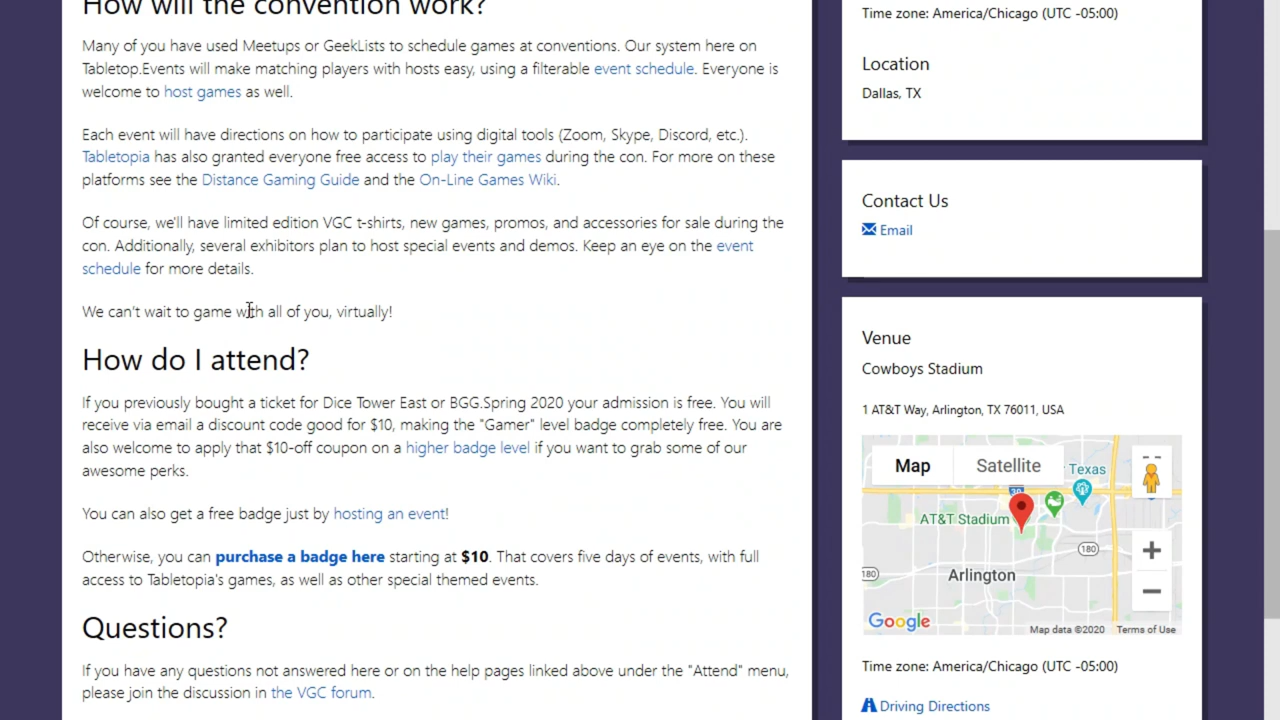 How will the convention work?
Many of you have used Meetups or GeekLists to schedule games at conventions. Our system here on
Tabletop.Events will make matching players with hosts easy, using a filterable event schedule. Everyone is
welcome to host games as well.
Each event will have directions on how to participate using digital tools (Zoom, Skype, Discord, etc.).
Tabletopia has also granted everyone free access to play their games during the con. For more on these
platforms see the Distance Gaming Guide and the On-Line Games Wiki.
Of course, we'll have limited edition VGC t-shirts, new games, promos, and accessories for sale during the
con. Additionally, several exhibitors plan to host special events and demos. Keep an eye on the event
schedule for more details.
We can't wait to game with all of you, virtually!
How do I attend?
If you previously bought a ticket for Dice Tower East or BGG.Spring 2020 your admission is free. You will
receive via email a discount code good for $10, making the "Gamer" level badge completely free. You are
also welcome to apply that $10-off coupon on a higher badge level if you want to grab some of our
awesome perks.
You can also get a free badge just by hosting an event!
Otherwise, you can purchase a badge here starting at $10. That covers five days of events, with full
access to Tabletopia's games, as well as other special themed events.
Questions?
If you have any questions not answered here or on the help pages linked above under the "Attend" menu,
please join the discussion in the VGC forum.
Time zone: America/Chicago (UTC -05:00)
Location
Dallas, TX
Contact Us
Email
Venue
Cowboys Stadium
1 AT&T Way, Arlington, TX 76011, USA
Map Satellite
Texas
30
AT&T Stadium
180
180
Arlington
+
−
Google
Map data ©2020 Terms of Use
Time zone: America/Chicago (UTC -05:00)
Driving Directions